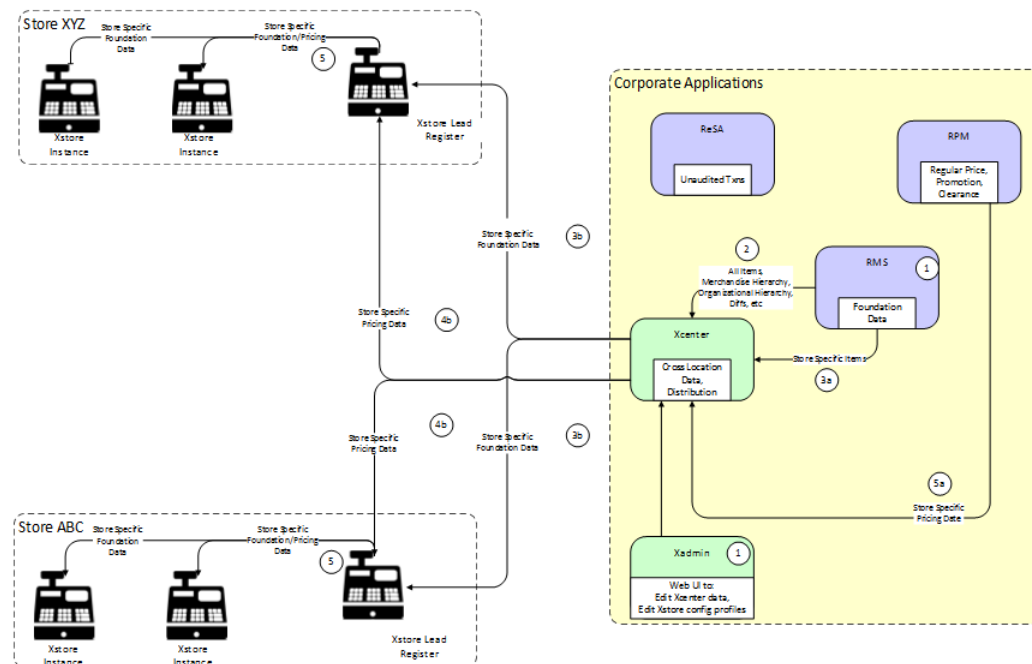 Store XYZ
Store Specific
Foundation
Data
Store Specific
Foundation/Pricing
Data
5
Xstore
Instance
Xstore
Instance
Xstore Lead
Register
Corporate Applications
ReSA
Unaudited Txns
RPM
Regular Price,
Promotion,
Clearance
Store Specific
Foundation Data
3b
2
All Items,
Merchandise Hierarchy,
Organizational Hierarchy,
Diffs, etc
RMS
1
Foundation
Data
Store Specific
Pricing Data
4b
Xcenter
Cross Location
Data,
Distribution
Store Specific Items
3a
4b
Store Specific
Pricing Data
Store Specific
Foundation Data
3b
5a
Store Specific
Pricing Date
Store ABC
Store Specific
Foundation
Data
Store Specific
Foundation/Pricing
Data
5
Xadmin
1
Web UI to:
Edit Xcenter data,
Edit Xstore config profiles
Xstore
Instance
Xstore
Instance
Xstore Lead
Register